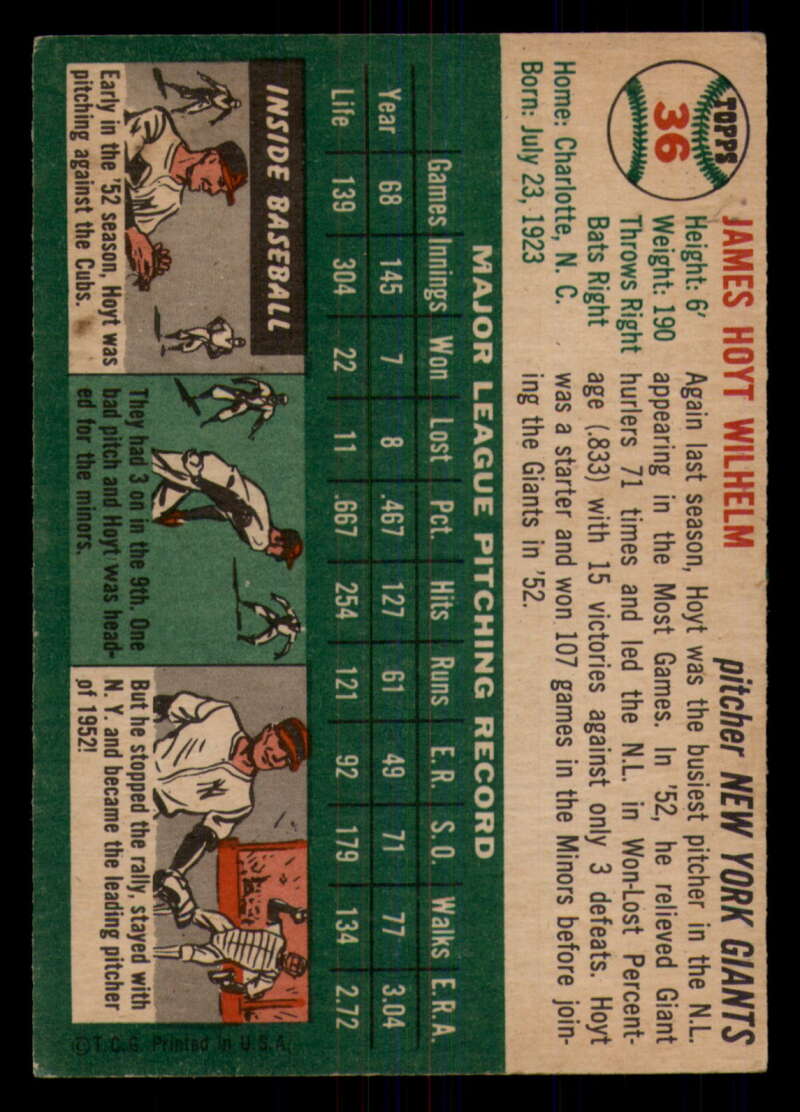 TOPPS
36
JAMES HOYT WILHELM
pitcher NEW YORK GIANTS
Height: 6'
Weight: 190
Throws Right
Bats Right
Home: Charlotte, N. C.
Born: July 23, 1923
Again last season, Hoyt was the busiest pitcher in the N.L.
appearing in the Most Games. In '52, he relieved Giant
hurlers 71 times and led the N.L. in Won-Lost Percent-
age (.833) with 15 victories against only 3 defeats. Hoyt
was a starter and won 107 games in the Minors before join-
ing the Giants in '52.
MAJOR LEAGUE PITCHING RECORD
Games Innings Won Lost Pct. Hits Runs E.R. S.O. Walks E.R.A.
Year 68 145 7 8 .467 127 61 49 71 77 3.04
Life 139 304 22 11 .667 254 121 92 179 134 2.72
INSIDE BASEBALL
Early in the '52 season, Hoyt was
pitching against the Cubs.
They had 3 on in the 9th. One
bad pitch and Hoyt was head-
ed for the minors.
N
But he stopped the rally, stayed with
N. Y. and became the leading pitcher
of 1952!
© T.C.G. Printed in U.S.A.